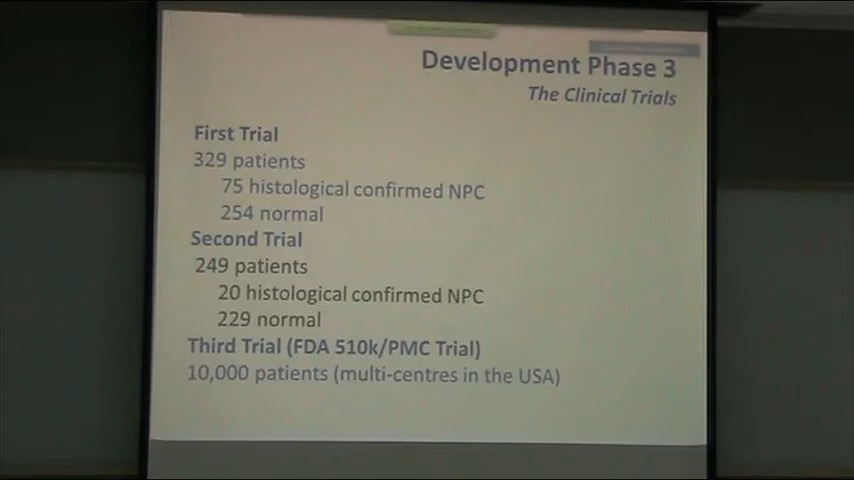 Development Phase 3
The Clinical Trials
First Trial
329 patients
75 histological confirmed NPC
254 normal
Second Trial
249 patients
20 histological confirmed NPC
229 normal
Third Trial (FDA 510k/PMC Trial)
10,000 patients (multi-centres in the USA)